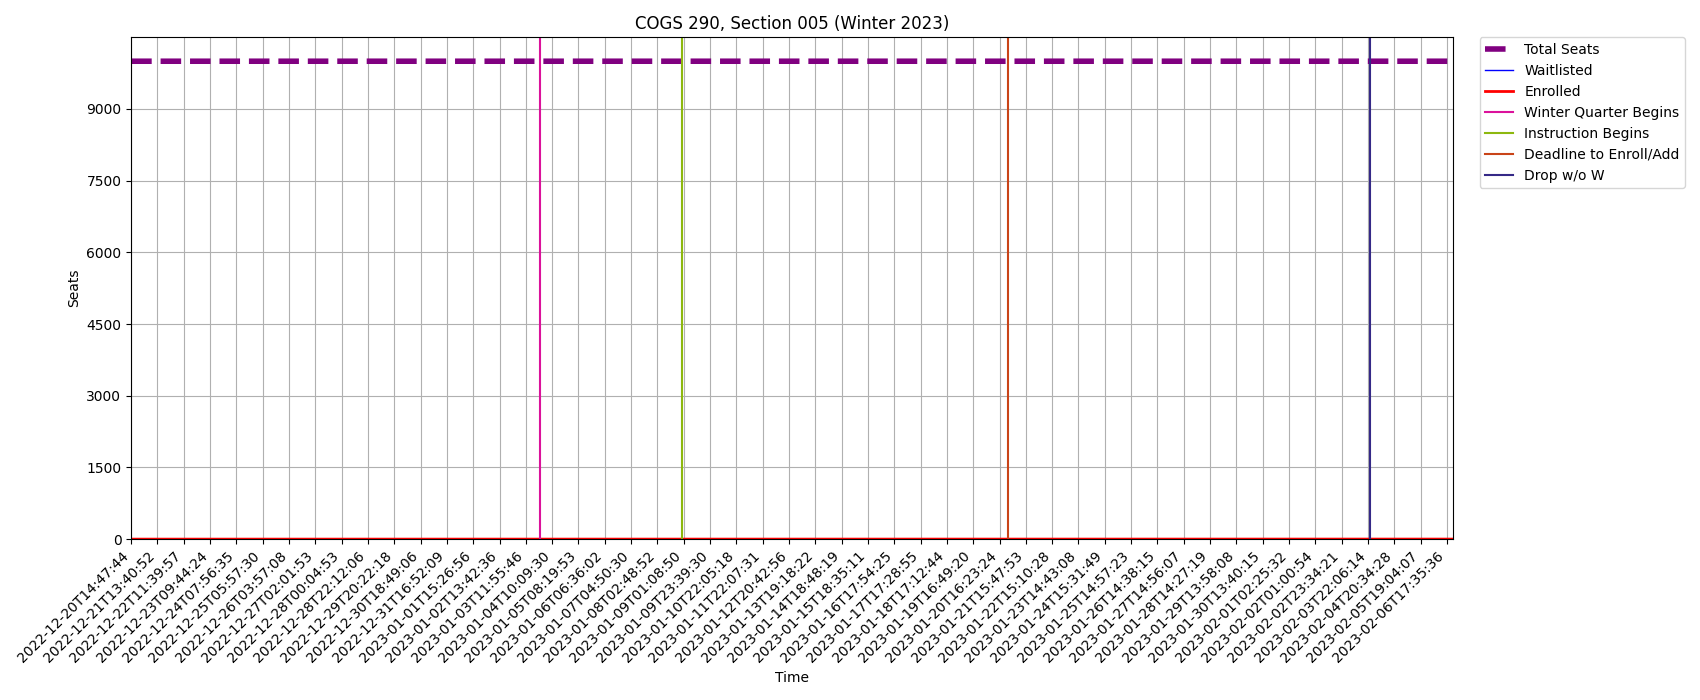 COGS 290, Section 005 (Winter 2023)
Total Seats
Waitlisted
Enrolled
Winter Quarter Begins
Instruction Begins
Deadline to Enroll/Add
Drop w/o W
Seats
9000
7500
6000
4500
3000
1500
0
2022-12-20T14:47:44
2022-12-21T13:40:52
2022-12-22T11:39:57
2022-12-23T09:44:24
2022-12-24T07:56:35
2022-12-25T05:57:30
2022-12-26T03:57:08
2022-12-27T02:01:53
2022-12-28T00:04:53
2022-12-28T22:12:06
2022-12-29T20:22:18
2022-12-30T18:49:06
2022-12-31T16:52:09
2023-01-01T15:26:56
2023-01-02T13:42:36
2023-01-03T11:55:46
2023-01-04T10:09:30
2023-01-05T08:19:53
2023-01-06T06:36:02
2023-01-07T04:50:30
2023-01-08T02:48:52
2023-01-09T01:08:50
2023-01-09T23:39:30
2023-01-10T22:05:18
2023-01-11T22:07:31
2023-01-12T20:42:56
2023-01-13T19:18:22
2023-01-14T18:48:19
2023-01-15T18:35:11
2023-01-16T17:54:25
2023-01-17T17:28:55
2023-01-18T17:12:44
2023-01-19T16:49:20
2023-01-20T16:23:24
2023-01-21T15:47:53
2023-01-22T15:10:28
2023-01-23T14:43:08
2023-01-24T15:31:49
2023-01-25T14:57:23
2023-01-26T14:38:15
2023-01-27T14:56:07
2023-01-28T14:27:19
2023-01-29T13:58:08
2023-01-30T13:40:15
2023-02-01T02:25:32
2023-02-02T01:00:54
2023-02-02T23:34:21
2023-02-03T22:06:14
2023-02-04T20:34:28
2023-02-05T19:04:07
2023-02-06T17:35:36
Time